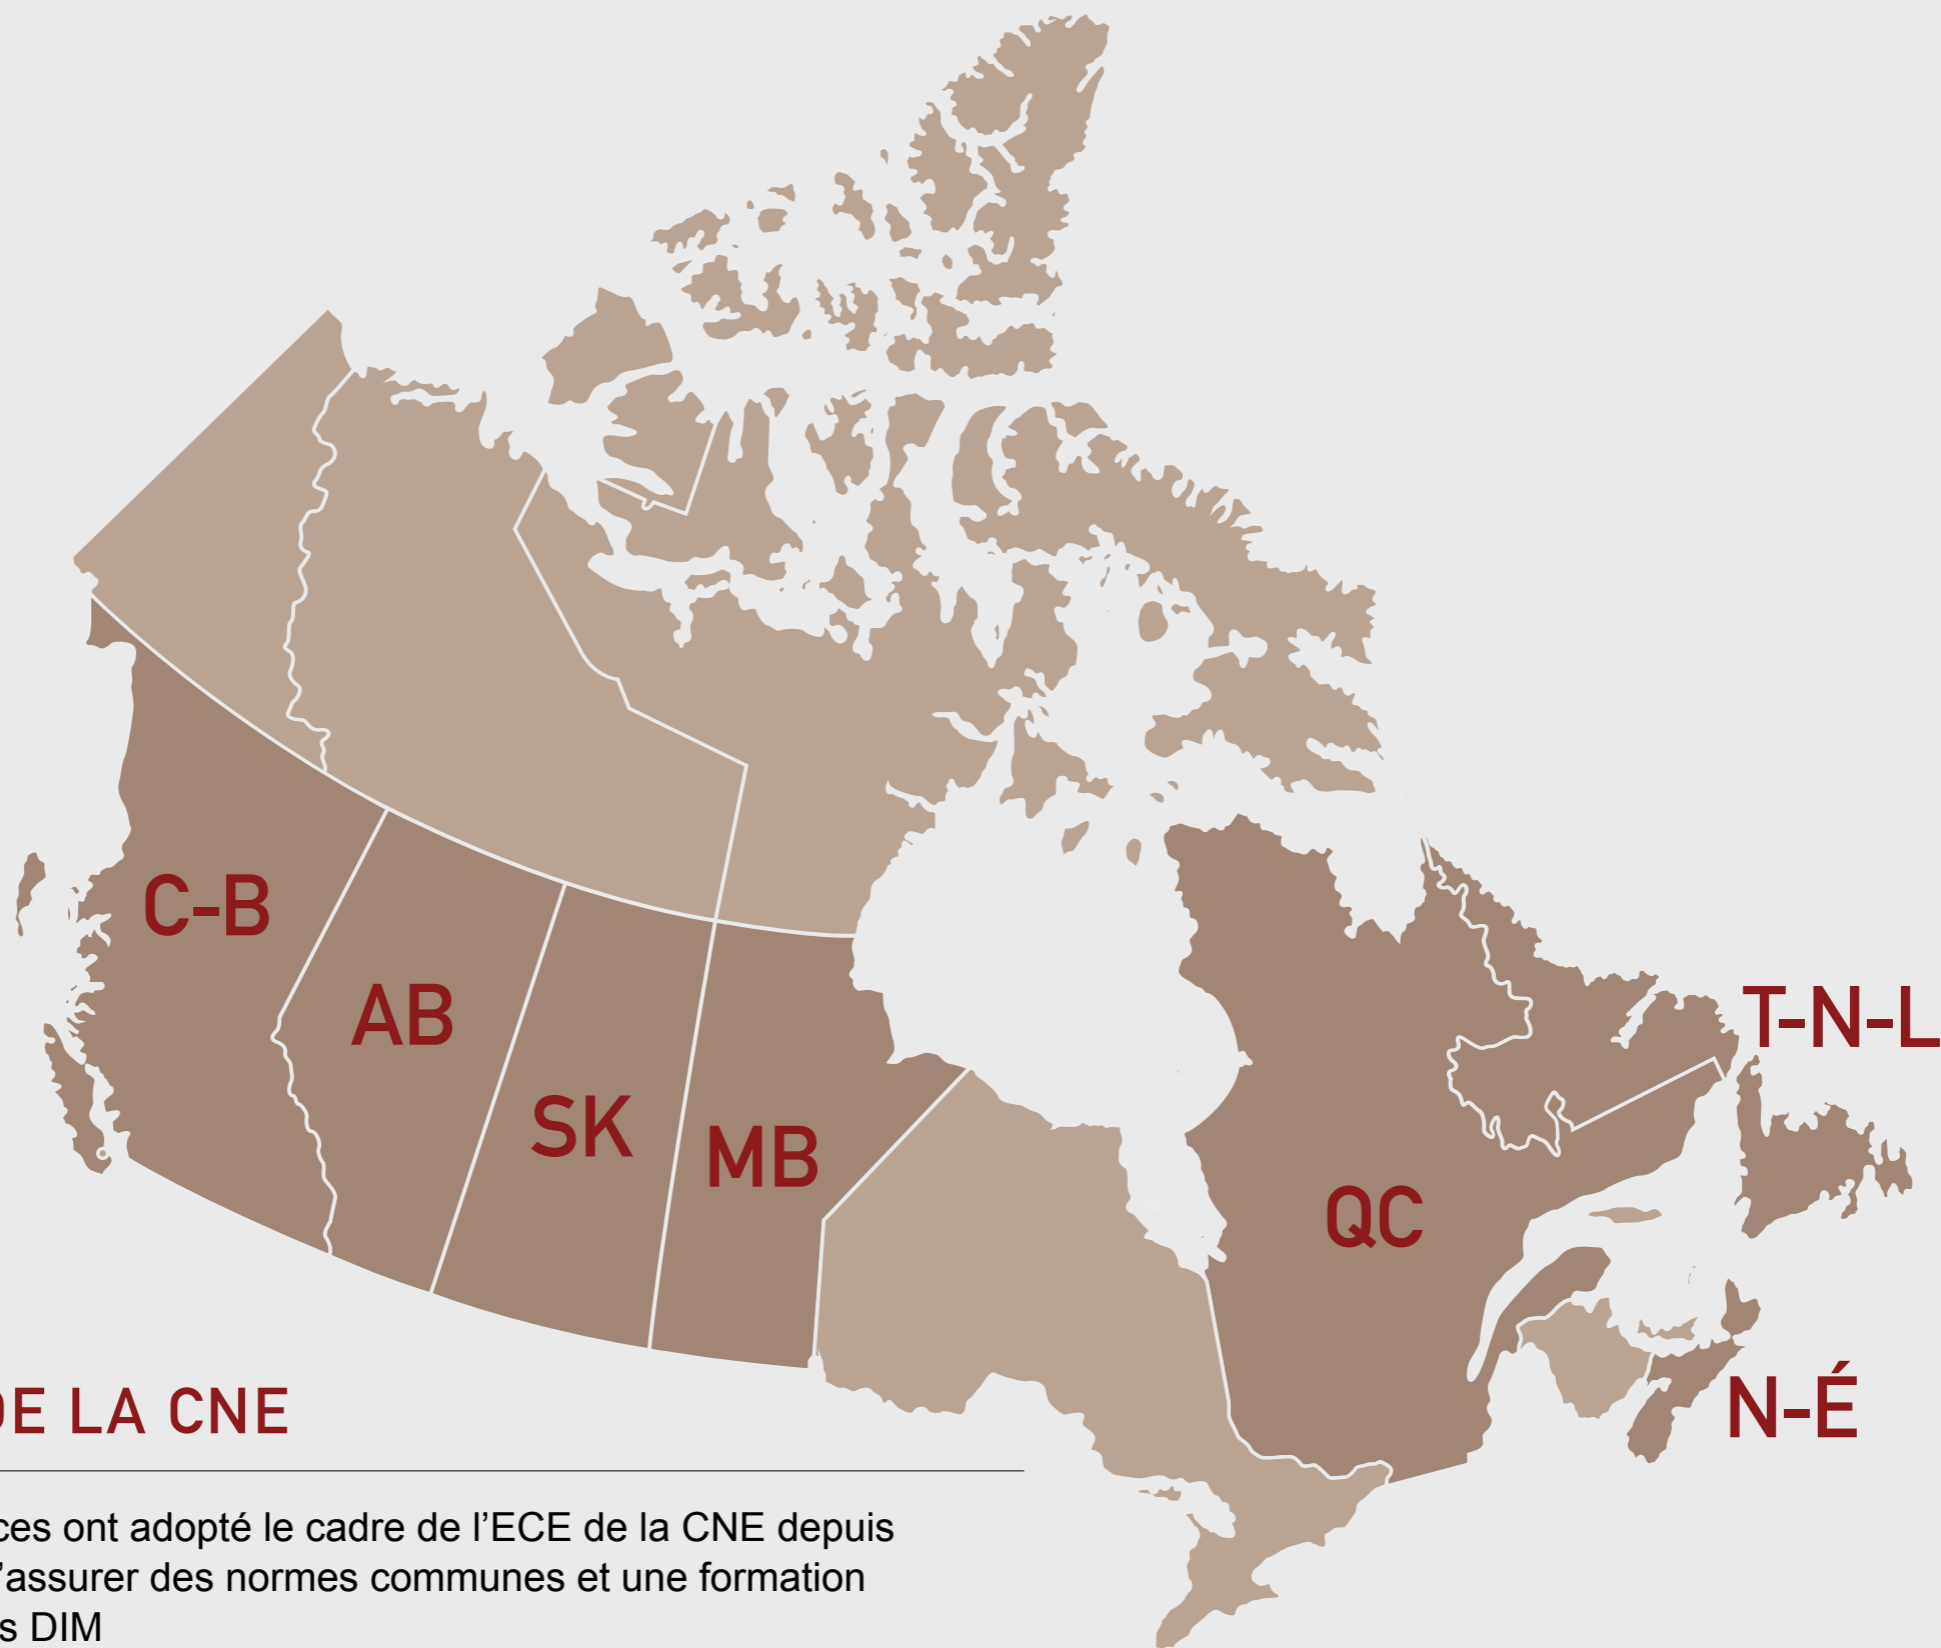 C-B
AB
SK
MB
QC
T-N-L
N-É
DE LA CNE
ces ont adopté le cadre de l’ECE de la CNE depuis
’assurer des normes communes et une formation
s DIM